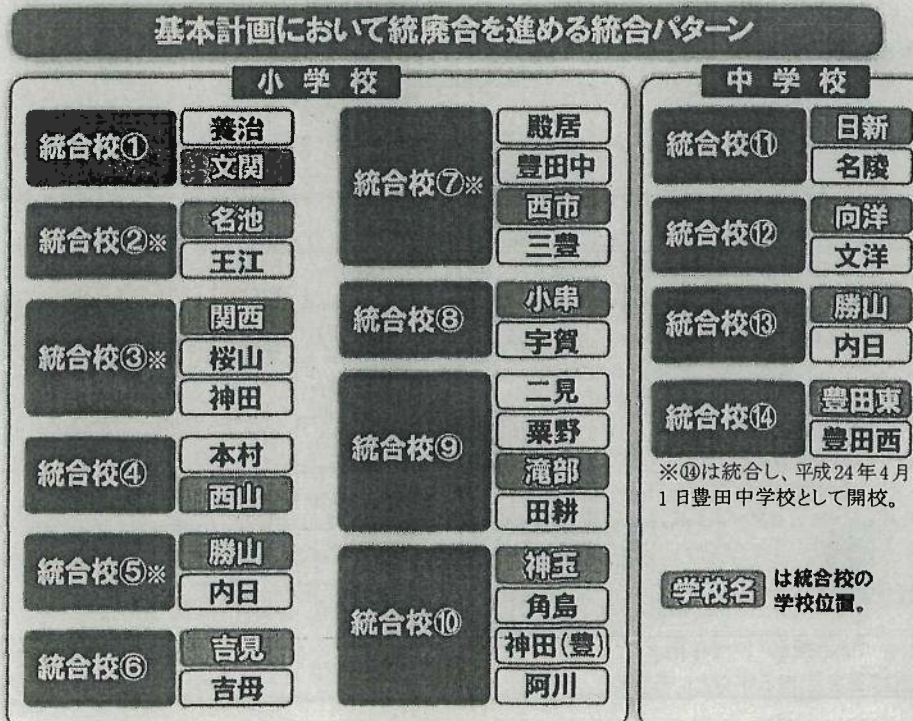 基本計画において統廃合を進める統合パターン
小学校
統合校①
養治
文関
統合校②※
名池
王江
統合校③※
関西
桜山
神田
統合校④
本村
西山
統合校⑤※
勝山
内日
統合校⑥
吉見
吉母
統合校⑦※
殿居
豊田中
西市
三豊
統合校⑧
小串
宇賀
統合校⑨
二見
粟野
滝部
田耕
統合校⑩
神玉
角島
神田(豊)
阿川
中学校
統合校⑪
日新
名陵
統合校⑫
向洋
文洋
統合校⑬
勝山
内日
統合校⑭
豊田東
豊田西
※⑭は統合し、平成24年4月
1日豊田中学校として開校。
学校名 は統合校の
学校位置。